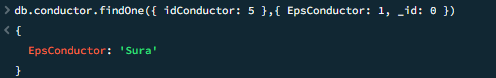 > db.conductor.findOne({ idConductor: 5 },{ EpsConductor: 1, _id: 0 })
< {
EpsConductor: 'Sura'
}